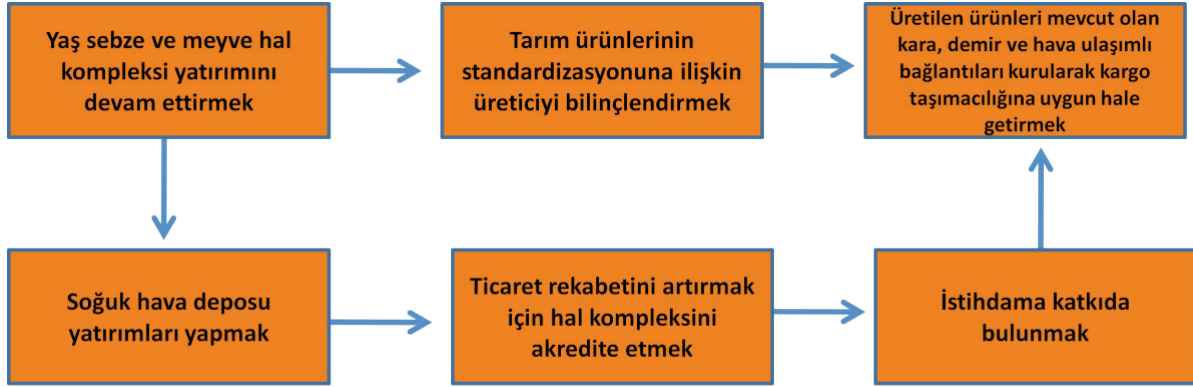 Yaş sebze ve meyve hal
kompleksi yatırımını
devam ettirmek
Tarım ürünlerinin
standardizasyonuna ilişkin
üreticiyi bilinçlendirmek
Üretilen ürünleri mevcut olan
kara, demir ve hava ulaşımlı
bağlantıları kurularak kargo
taşımacılığına uygun hale
getirmek
Soğuk hava deposu
yatırımları yapmak
Ticaret rekabetini artırmak
için hal kompleksini
akredite etmek
İstihdama katkıda
bulunmak